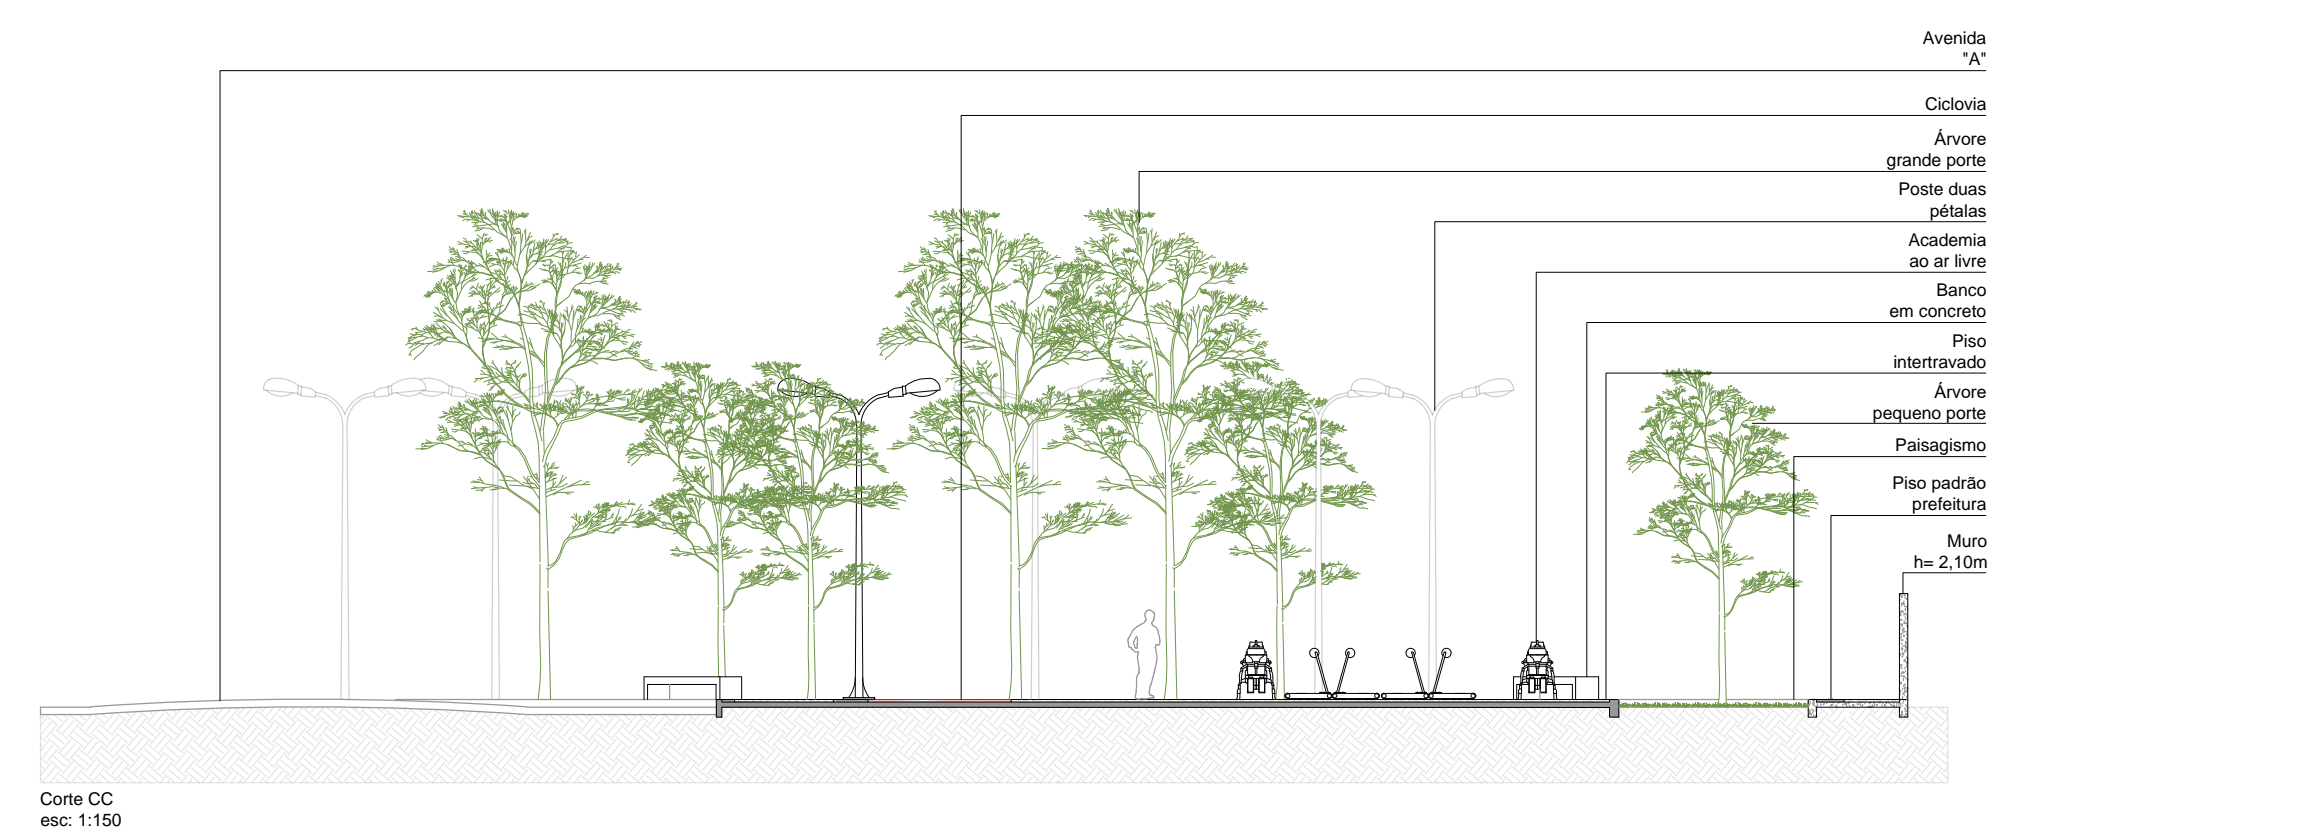 Avenida
"A"
Ciclovia
Árvore
grande porte
Poste duas
pétalas
Academia
ao ar livre
Banco
em concreto
Piso
intertravado
Árvore
pequeno porte
Paisagismo
Piso padrão
prefeitura
Muro
h= 2,10m
Corte CC
esc: 1:150